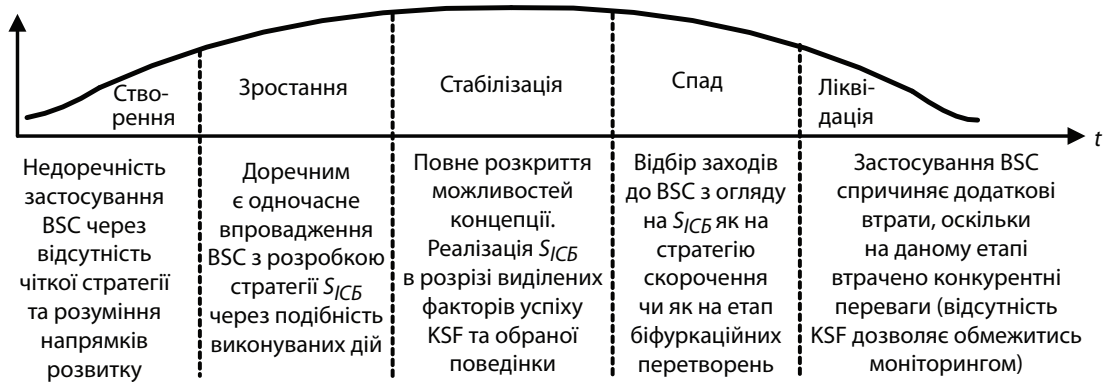 Ство-
рення
Зростання
Стабілізація
Спад
Лікві-
дація
t
Недоречність
застосування
BSC через
відсутність
чіткої стратегії
та розуміння
напрямків
розвитку
Доречним
є одночасне
впровадження
BSC з розробкою
стратегії SІСБ
через подібність
виконуваних дій
Повне розкриття
можливостей
концепції.
Реалізація SІСБ
в розрізі виділених
факторів успіху
KSF та обраної
поведінки
Відбір заходів
до BSC з огляду
на SІСБ як на
стратегію
скорочення
чи як на етап
біфуркаційних
перетворень
Застосування BSC
спричиняє додаткові
втрати, оскільки
на даному етапі
втрачено конкурентні
переваги (відсутність
KSF дозволяє обмежитись
моніторингом)